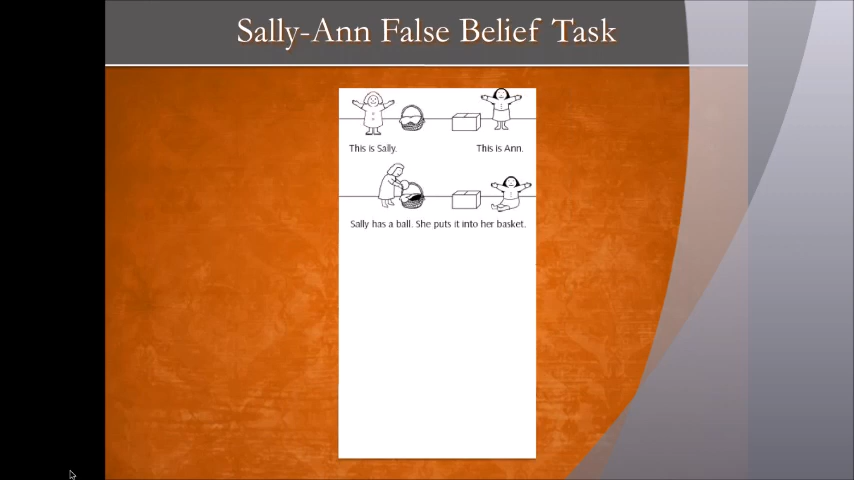 Sally-Ann False Belief Task
This is Sally. This is Ann.
Sally has a ball. She puts it into her basket.